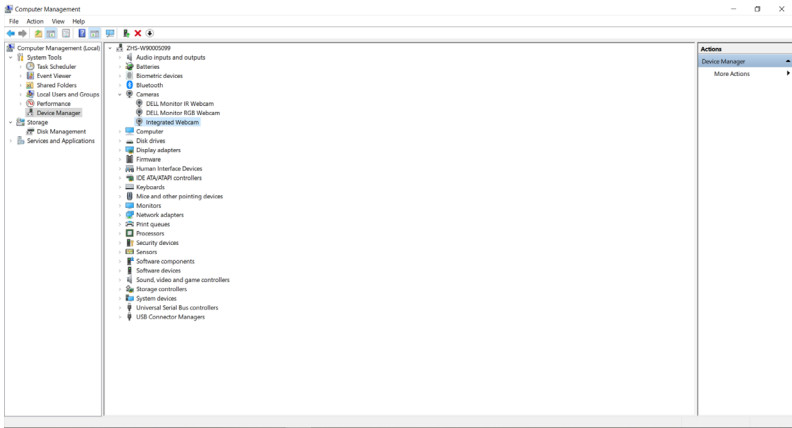 Computer Management
File Action View Help
Computer Management (Local)
System Tools
Task Scheduler
Event Viewer
Shared Folders
Local Users and Groups
Performance
Device Manager
Storage
Disk Management
Services and Applications
ZHS-W90005099
Audio inputs and outputs
Batteries
Biometric devices
Bluetooth
Cameras
DELL Monitor IR Webcam
DELL Monitor RGB Webcam
Integrated Webcam
Computer
Disk drives
Display adapters
Firmware
Human Interface Devices
IDE ATA/ATAPI controllers
Keyboards
Mice and other pointing devices
Monitors
Network adapters
Print queues
Processors
Security devices
Sensors
Software components
Software devices
Sound, video and game controllers
Storage controllers
System devices
Universal Serial Bus controllers
USB Connector Managers
Actions
Device Manager
More Actions